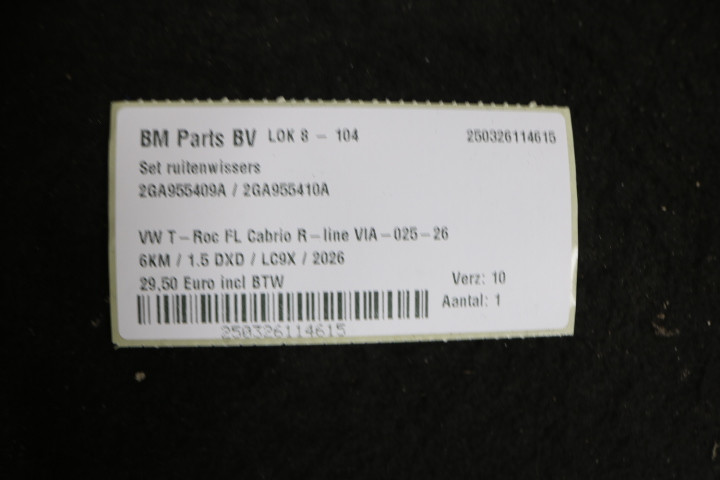 BM Parts BV LOK 8 - 104 250326114615
Set ruitenwissers
2GA955409A / 2GA955410A
VW T-Roc FL Cabrio R-line VIA-025-26
6KM / 1.5 DXD / LC9X / 2026
29,50 Euro incl BTW Verz: 10
Aantal: 1
250326114615